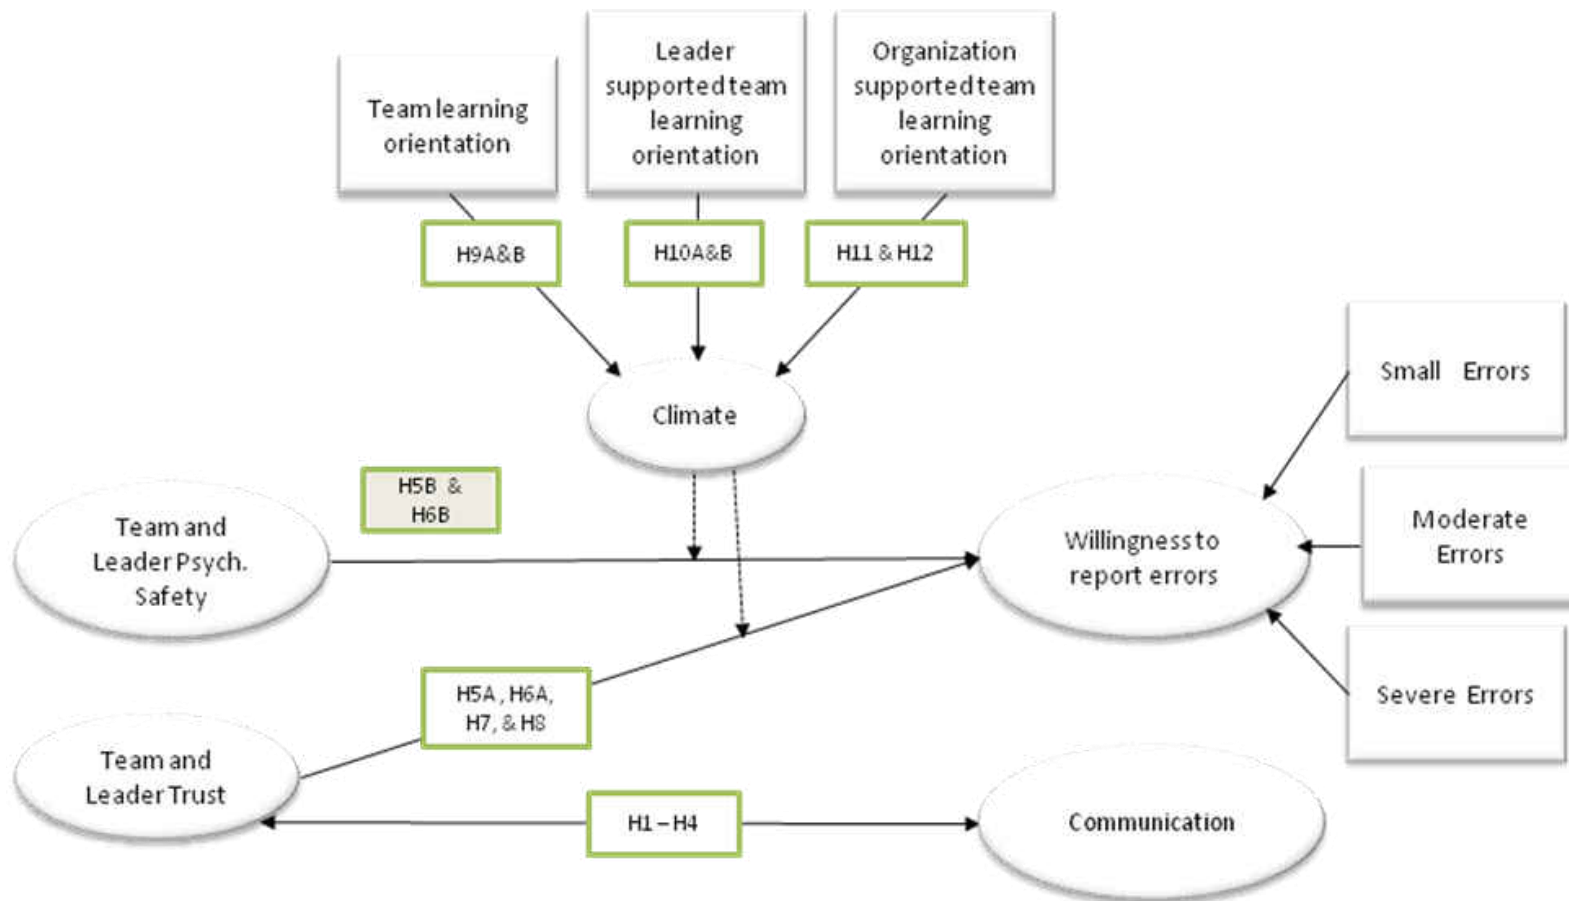 Team learning
orientation
Leader
supported team
learning
orientation
Organization
supported team
learning
orientation
H9A&B
H10A&B
H11 & H12
Climate
Small Errors
H5B &
H6B
Team and
Leader Psych.
Safety
Willingness to
report errors
Moderate
Errors
H5A , H6A,
H7, & H8
Severe Errors
Team and
Leader Trust
H1 – H4
Communication